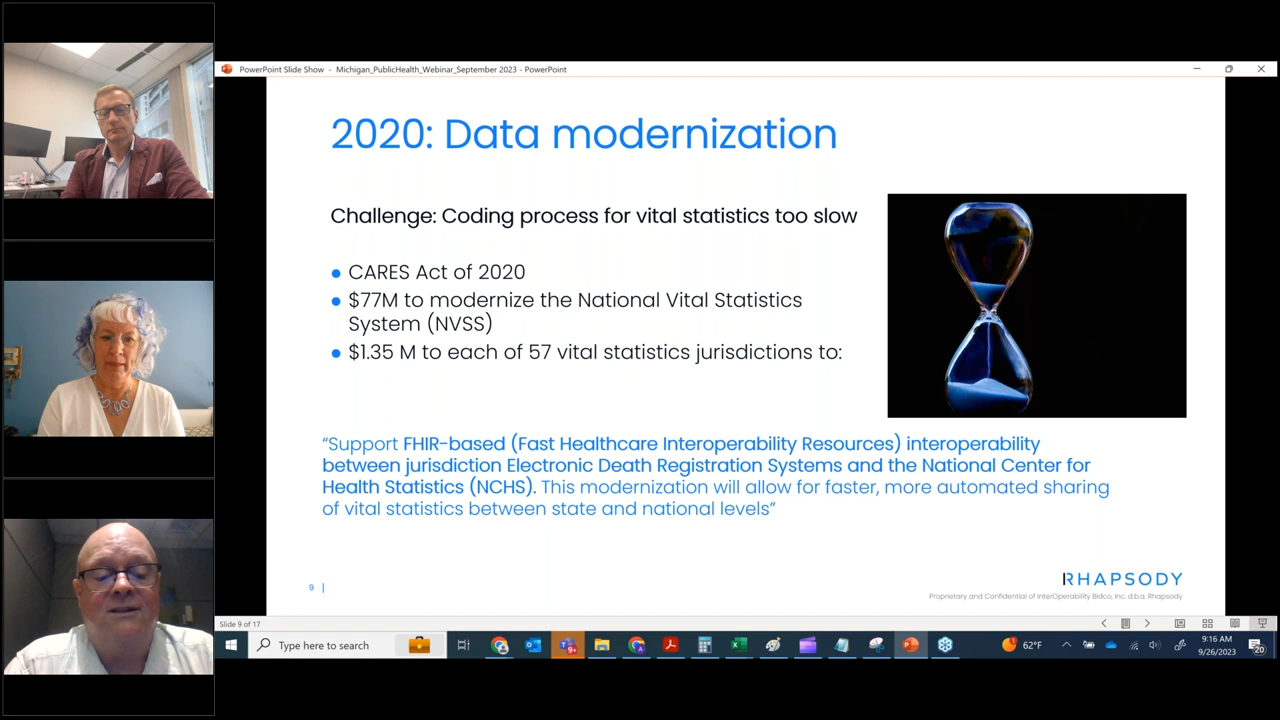 PowerPoint Slide Show - Michigan_PublicHealth_Webinar_September 2023 - PowerPoint
2020: Data modernization
Challenge: Coding process for vital statistics too slow
● CARES Act of 2020
● $77M to modernize the National Vital Statistics
System (NVSS)
● $1.35 M to each of 57 vital statistics jurisdictions to:
“Support FHIR-based (Fast Healthcare Interoperability Resources) interoperability
between jurisdiction Electronic Death Registration Systems and the National Center for
Health Statistics (NCHS). This modernization will allow for faster, more automated sharing
of vital statistics between state and national levels”
9 |
RHAPSODY
Proprietary and Confidential of InterOperability Bidco, Inc. d.b.a. Rhapsody
Slide 9 of 17
Type here to search
9+
62°F
9:16 AM
9/26/2023
20